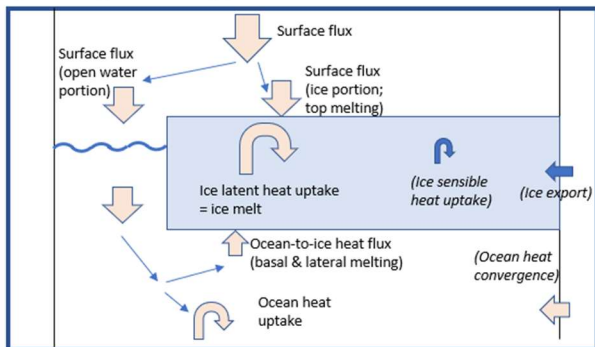 Surface flux
Surface flux
(open water
portion)
Surface flux
(ice portion;
top melting)
Ice latent heat uptake
= ice melt
(Ice sensible
heat uptake)
(Ice export)
Ocean-to-ice heat flux
(basal & lateral melting)
(Ocean heat
convergence)
Ocean heat
uptake